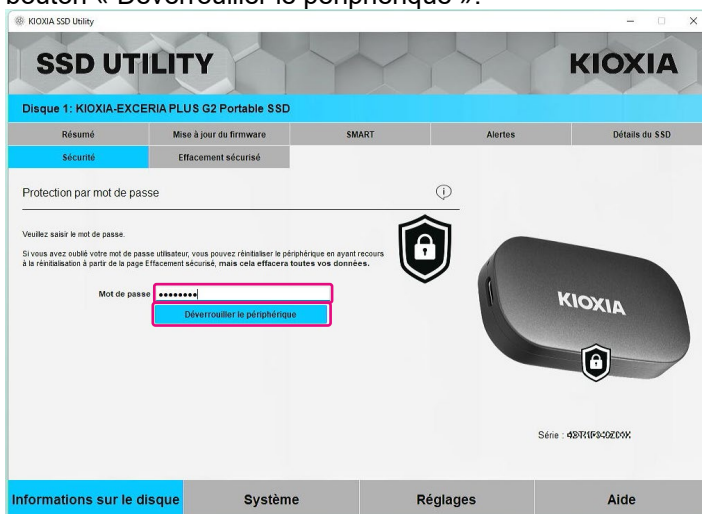 bouton « Déverrouiller le périphérique ».
KIOXIA SSD Utility
SSD UTILITY
KIOXIA
Disque 1: KIOXIA-EXCERIA PLUS G2 Portable SSD
Résumé
Mise à jour du firmware
SMART
Alertes
Détails du SSD
Sécurité
Effacement sécurisé
Protection par mot de passe
Veuillez saisir le mot de passe.
Si vous avez oublié votre mot de passe utilisateur, vous pouvez réinitialiser le périphérique en ayant recours
à la réinitialisation à partir de la page Effacement sécurisé, mais cela effacera toutes vos données.
Mot de passe ••••••••
Déverrouiller le périphérique
KIOXIA
Série :
Informations sur le disque
Système
Réglages
Aide